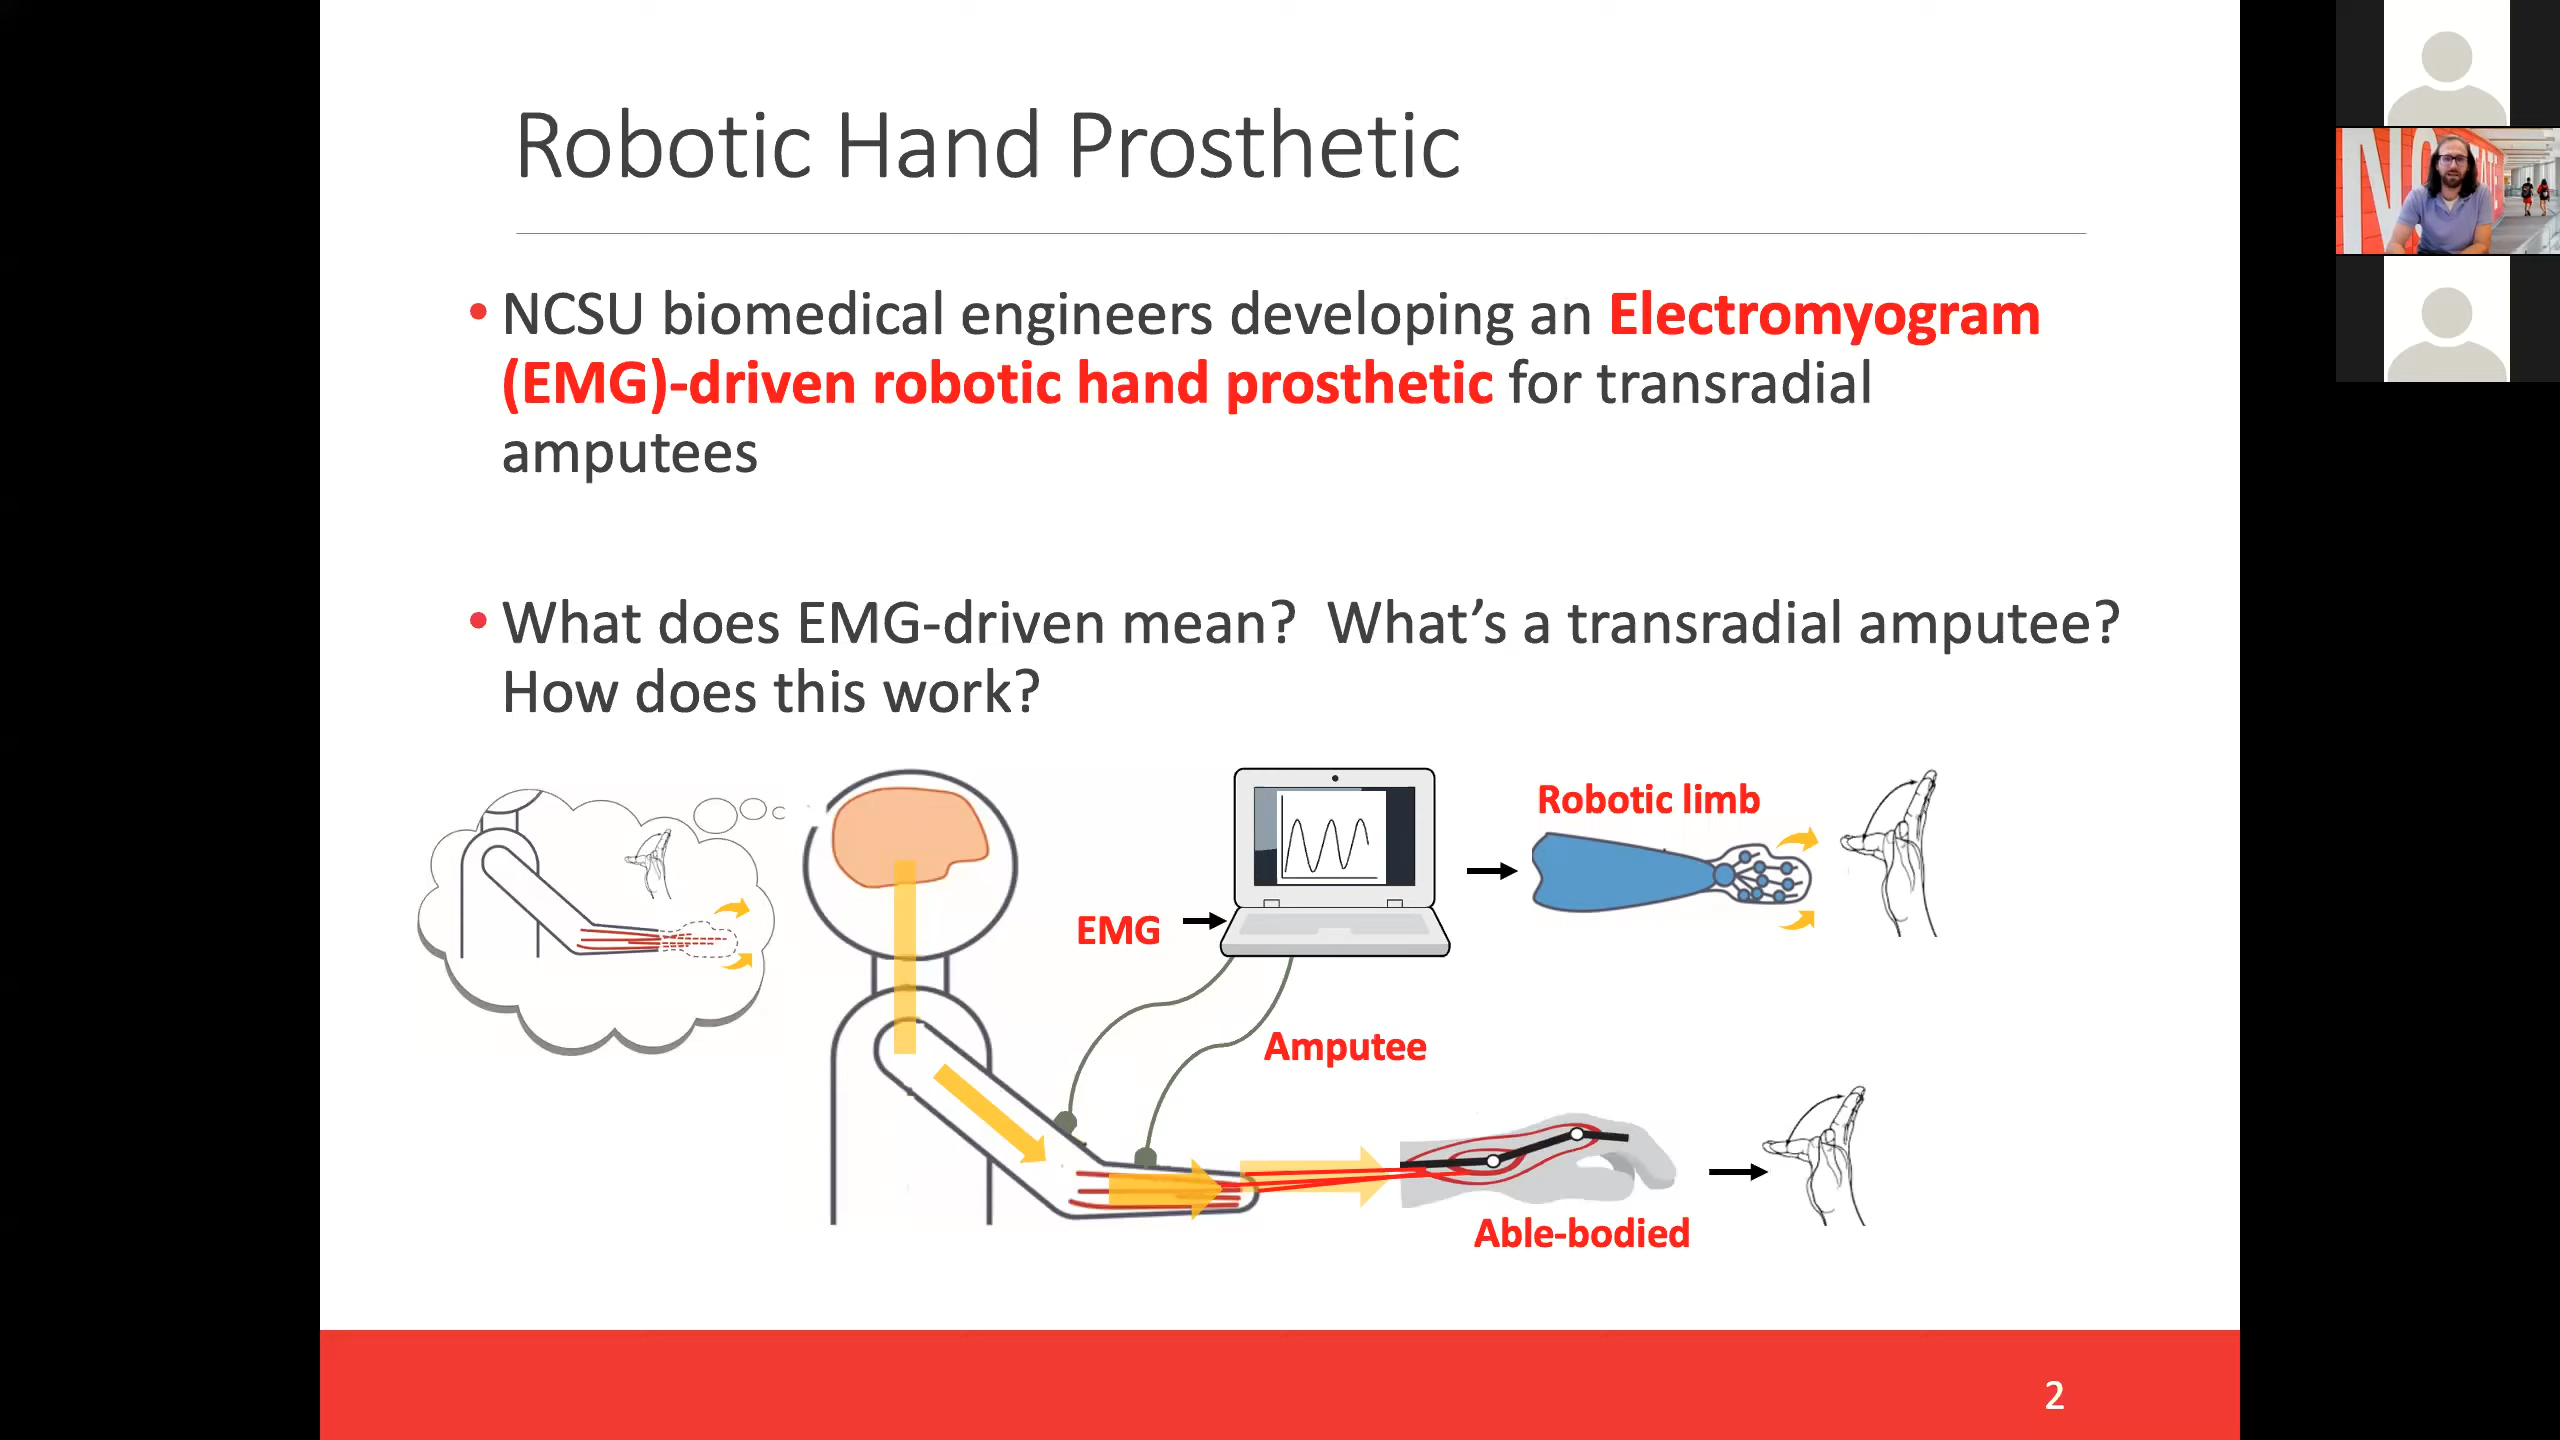 Robotic Hand Prosthetic
• NCSU biomedical engineers developing an Electromyogram
(EMG)-driven robotic hand prosthetic for transradial
amputees
• What does EMG-driven mean?  What’s a transradial amputee?
How does this work?
Robotic limb
EMG
Amputee
Able-bodied
2